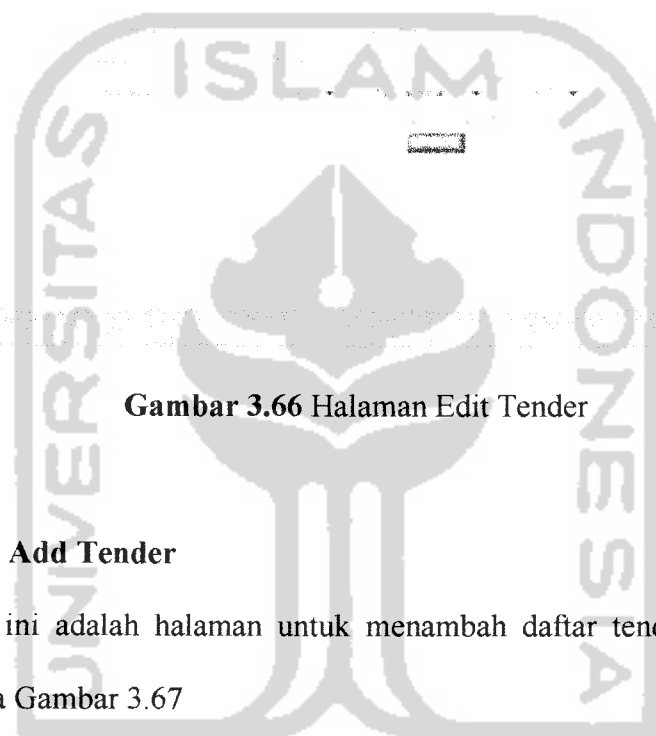 ISLAM
UNIVERSITAS
INDONESIA
Gambar 3.66 Halaman Edit Tender
Add Tender
ini adalah halaman untuk menambah daftar
Gambar 3.67